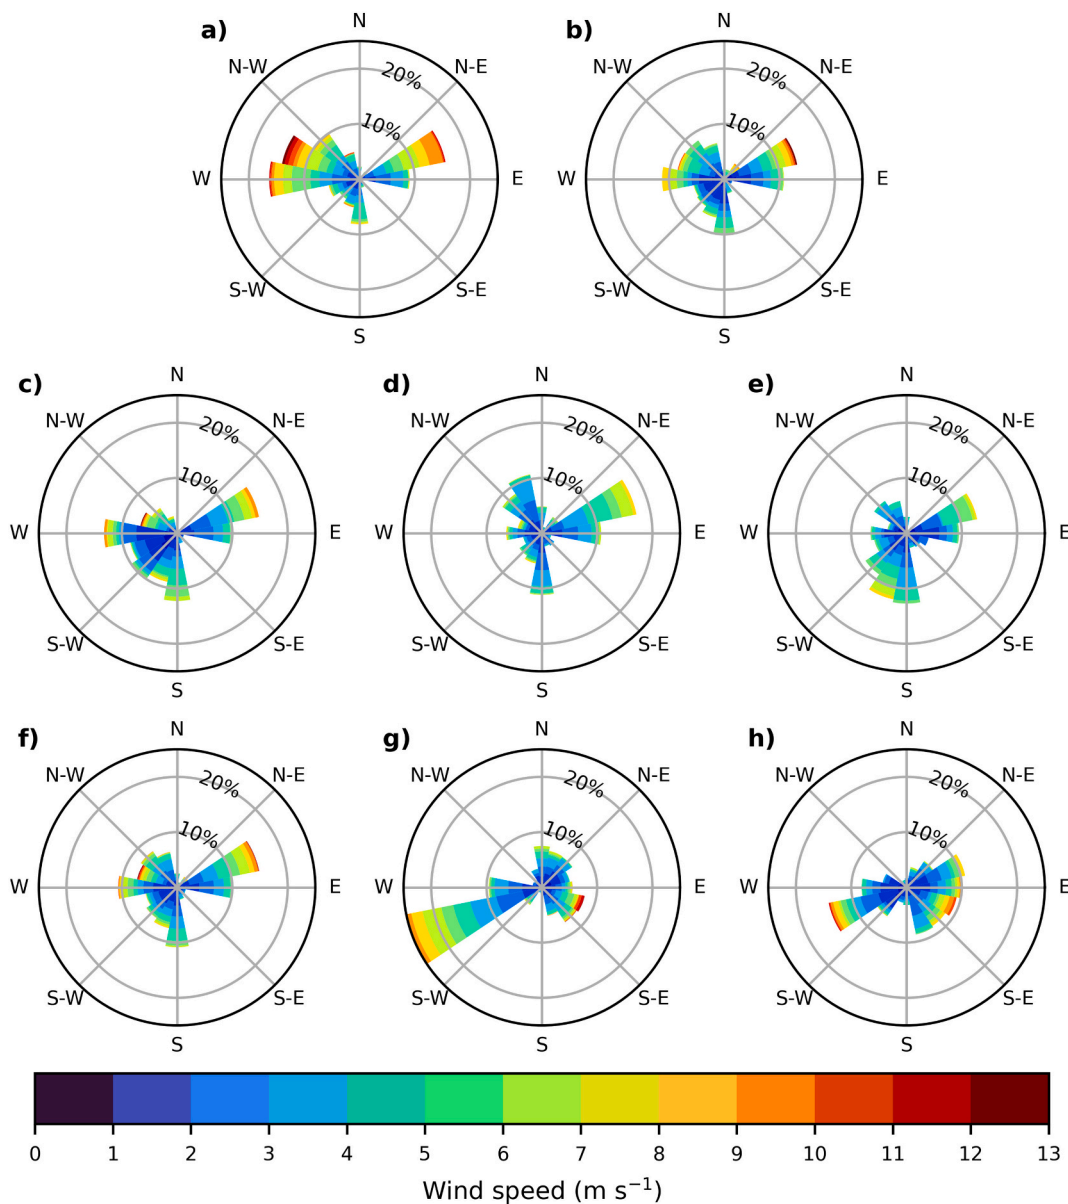 a)
N
N-W
N-E
20%
10%
W
E
S-W
S-E
S
b)
N
N-W
N-E
20%
10%
W
E
S-W
S-E
S
c)
N
N-W
N-E
20%
10%
W
E
S-W
S-E
S
d)
N
N-W
N-E
20%
10%
W
E
S-W
S-E
S
e)
N
N-W
N-E
20%
10%
W
E
S-W
S-E
S
f)
N
N-W
N-E
20%
10%
W
E
S-W
S-E
S
g)
N
N-W
N-E
20%
10%
W
E
S-W
S-E
S
h)
N
N-W
N-E
20%
10%
W
E
S-W
S-E
S
0 1 2 3 4 5 6 7 8 9 10 11 12 13
Wind speed (m s⁻¹)